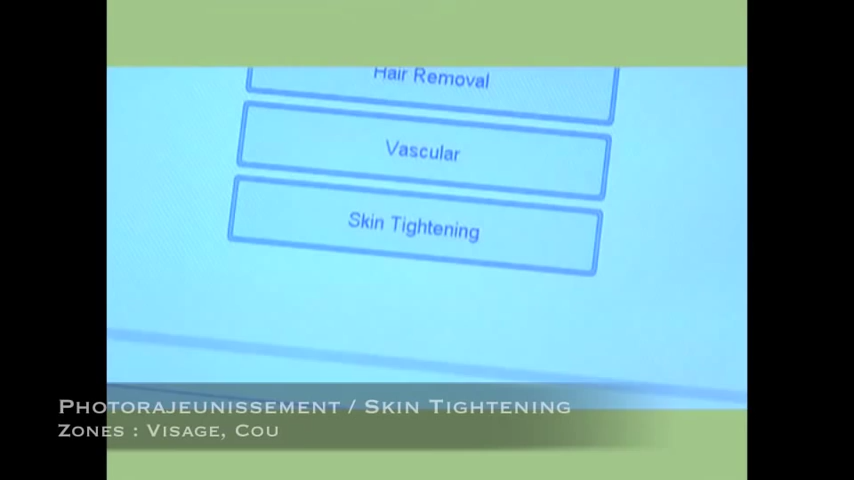 Hair Removal
Vascular
Skin Tightening
Photorajeunissement / Skin Tightening
Zones : Visage, Cou